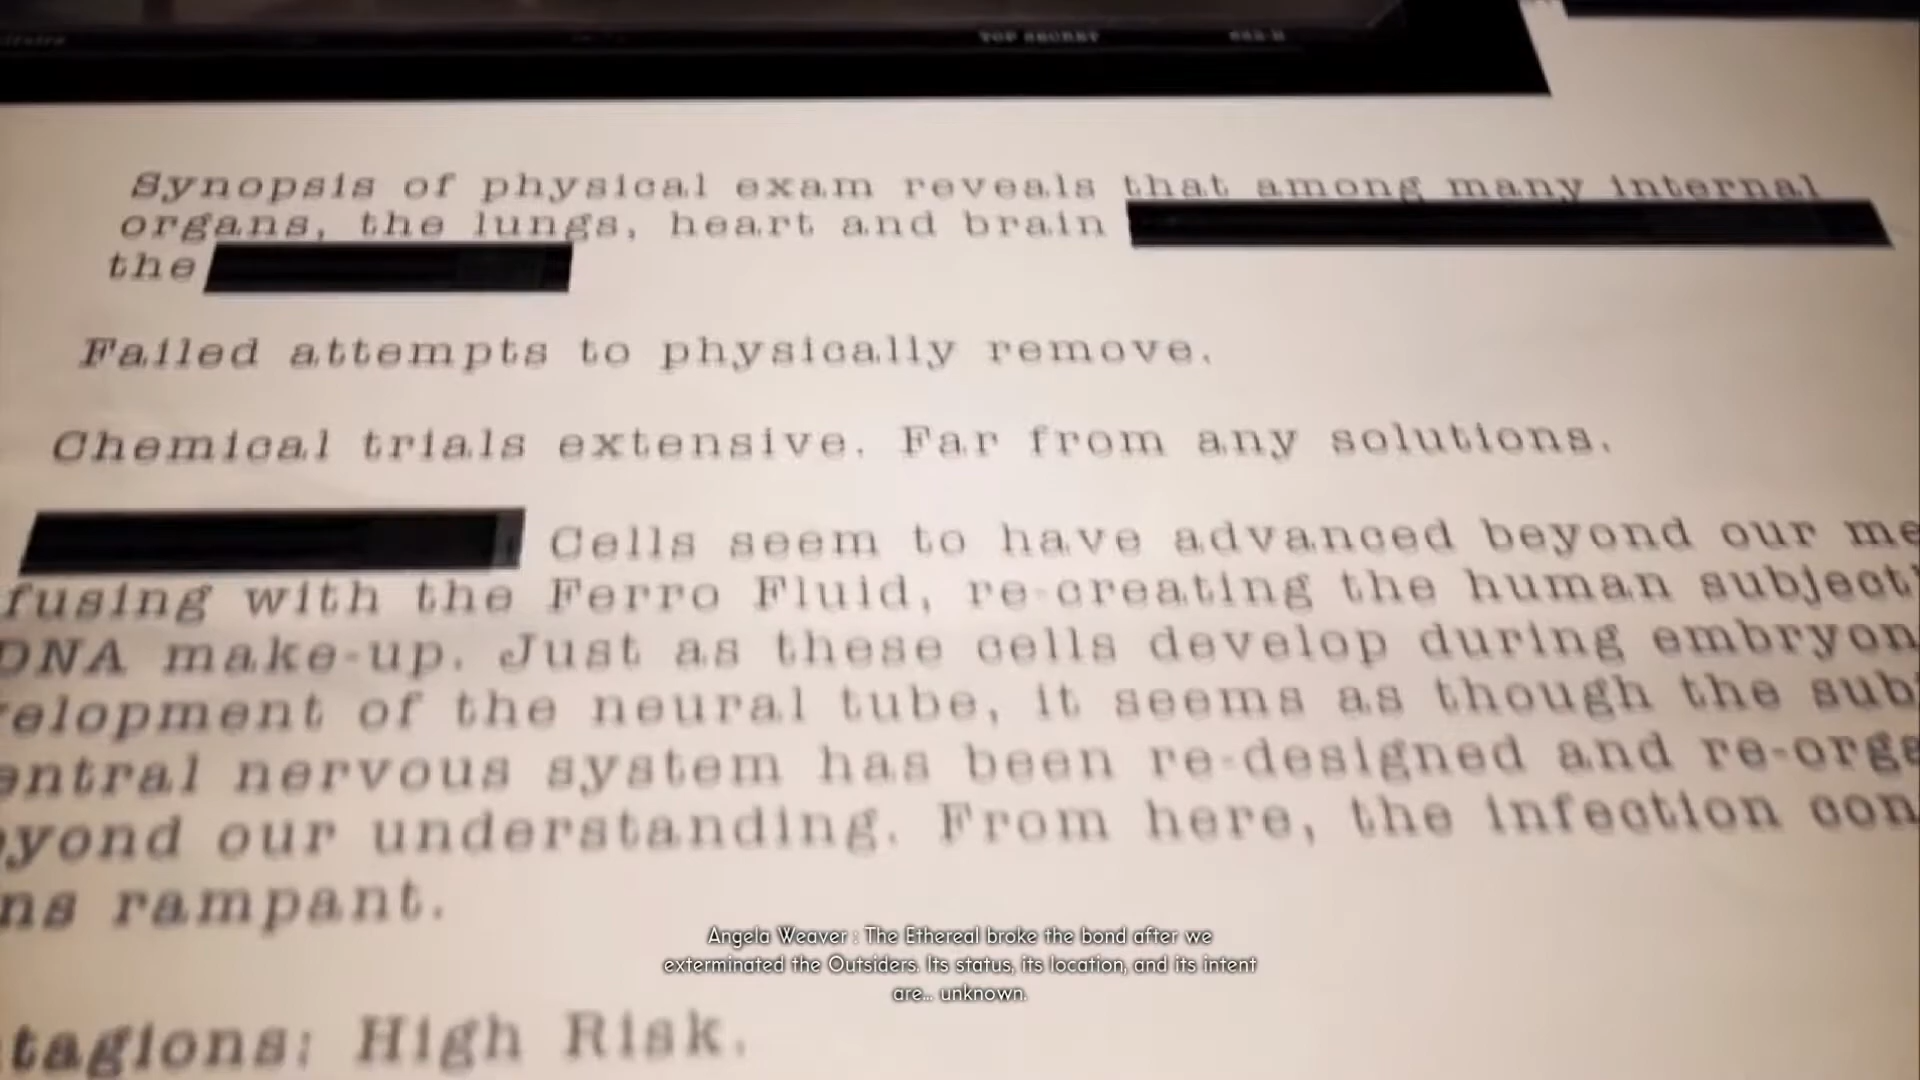 TOP SECRET
Synopsis of physical exam reveals that among many internal
organs, the lungs, heart and brain
the
Failed attempts to physically remove.
Chemical trials extensive. Far from any solutions.
Cells seem to have advanced beyond our me
fusing with the Ferro Fluid, re-creating the human subject
DNA make-up. Just as these cells develop during embryon
elopment of the neural tube, it seems as though the sub
entral nervous system has been re-designed and re-orga
yond our understanding. From here, the infection con
ns rampant.
Angela Weaver : The Ethereal broke the bond after we
exterminated the Outsiders. Its status, its location, and its intent
are... unknown.
tagions: High Risk.